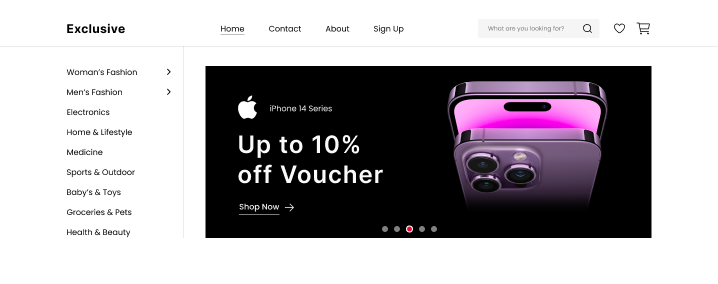 Exclusive
Home Contact About Sign Up
What are you looking for?
Woman's Fashion
Men's Fashion
Electronics
Home & Lifestyle
Medicine
Sports & Outdoor
Baby's & Toys
Groceries & Pets
Health & Beauty
iPhone 14 Series
Up to 10%
off Voucher
Shop Now